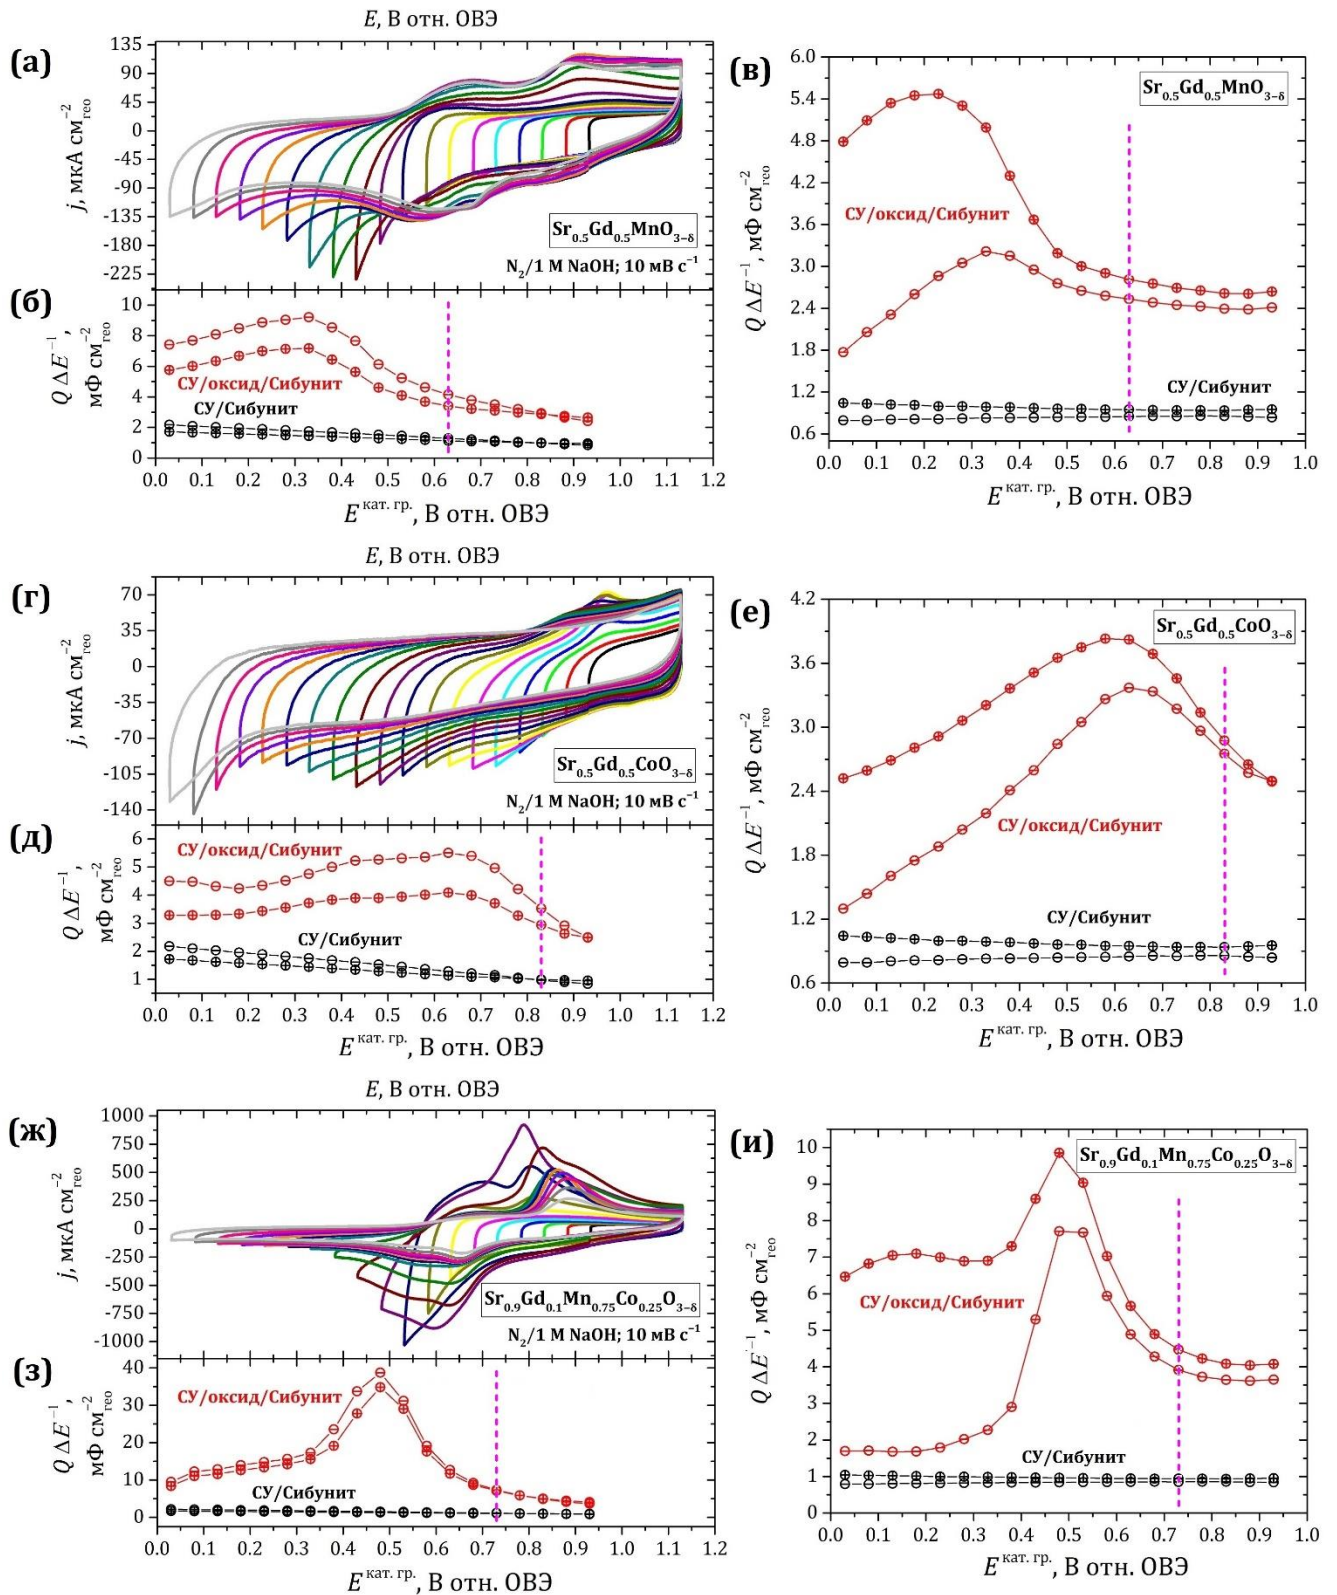 E, В отн. ОВЭ
(а)
135
90
45
0
-45
-90
-135
-180
-225
j, мкА см⁻²гео
Sr0.5Gd0.5MnO3−δ
N2/1 М NaOH; 10 мВ с⁻¹
(б)
10
8
6
4
2
0
Q ΔE⁻¹,
мФ см⁻²гео
СУ/оксид/Сибунит
СУ/Сибунит
0.0 0.1 0.2 0.3 0.4 0.5 0.6 0.7 0.8 0.9 1.0 1.1 1.2
E кат. гр., В отн. ОВЭ
(в)
6.0
5.4
4.8
4.2
3.6
3.0
2.4
1.8
1.2
0.6
Q ΔE⁻¹, мФ см⁻²гео
Sr0.5Gd0.5MnO3−δ
СУ/оксид/Сибунит
СУ/Сибунит
0.0 0.1 0.2 0.3 0.4 0.5 0.6 0.7 0.8 0.9 1.0
E кат. гр., В отн. ОВЭ
E, В отн. ОВЭ
(г)
70
35
0
-35
-70
-105
-140
j, мкА см⁻²гео
Sr0.5Gd0.5CoO3−δ
N2/1 М NaOH; 10 мВ с⁻¹
(д)
6
5
4
3
2
1
Q ΔE⁻¹,
мФ см⁻²гео
СУ/оксид/Сибунит
СУ/Сибунит
0.0 0.1 0.2 0.3 0.4 0.5 0.6 0.7 0.8 0.9 1.0 1.1 1.2
E кат. гр., В отн. ОВЭ
(е)
4.2
3.6
3.0
2.4
1.8
1.2
0.6
Q ΔE⁻¹, мФ см⁻²гео
Sr0.5Gd0.5CoO3−δ
СУ/оксид/Сибунит
СУ/Сибунит
0.0 0.1 0.2 0.3 0.4 0.5 0.6 0.7 0.8 0.9 1.0
E кат. гр., В отн. ОВЭ
E, В отн. ОВЭ
(ж)
1000
750
500
250
0
-250
-500
-750
-1000
j, мкА см⁻²гео
Sr0.9Gd0.1Mn0.75Co0.25O3−δ
N2/1 М NaOH; 10 мВ с⁻¹
(з)
40
30
20
10
0
Q ΔE⁻¹,
мФ см⁻²гео
СУ/оксид/Сибунит
СУ/Сибунит
0.0 0.1 0.2 0.3 0.4 0.5 0.6 0.7 0.8 0.9 1.0 1.1 1.2
E кат. гр., В отн. ОВЭ
(и)
10
9
8
7
6
5
4
3
2
1
0
Q ΔE⁻¹, мФ см⁻²гео
Sr0.9Gd0.1Mn0.75Co0.25O3−δ
СУ/оксид/Сибунит
СУ/Сибунит
0.0 0.1 0.2 0.3 0.4 0.5 0.6 0.7 0.8 0.9 1.0
E кат. гр., В отн. ОВЭ